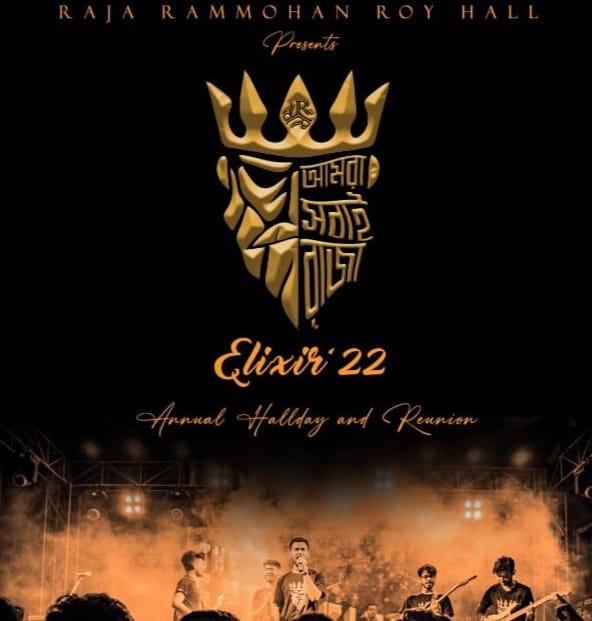 RAJA RAMMOHAN ROY HALL
Presents
আমরা
সবাই
রাজা
Elixir'22
Annual Hallday and Reunion